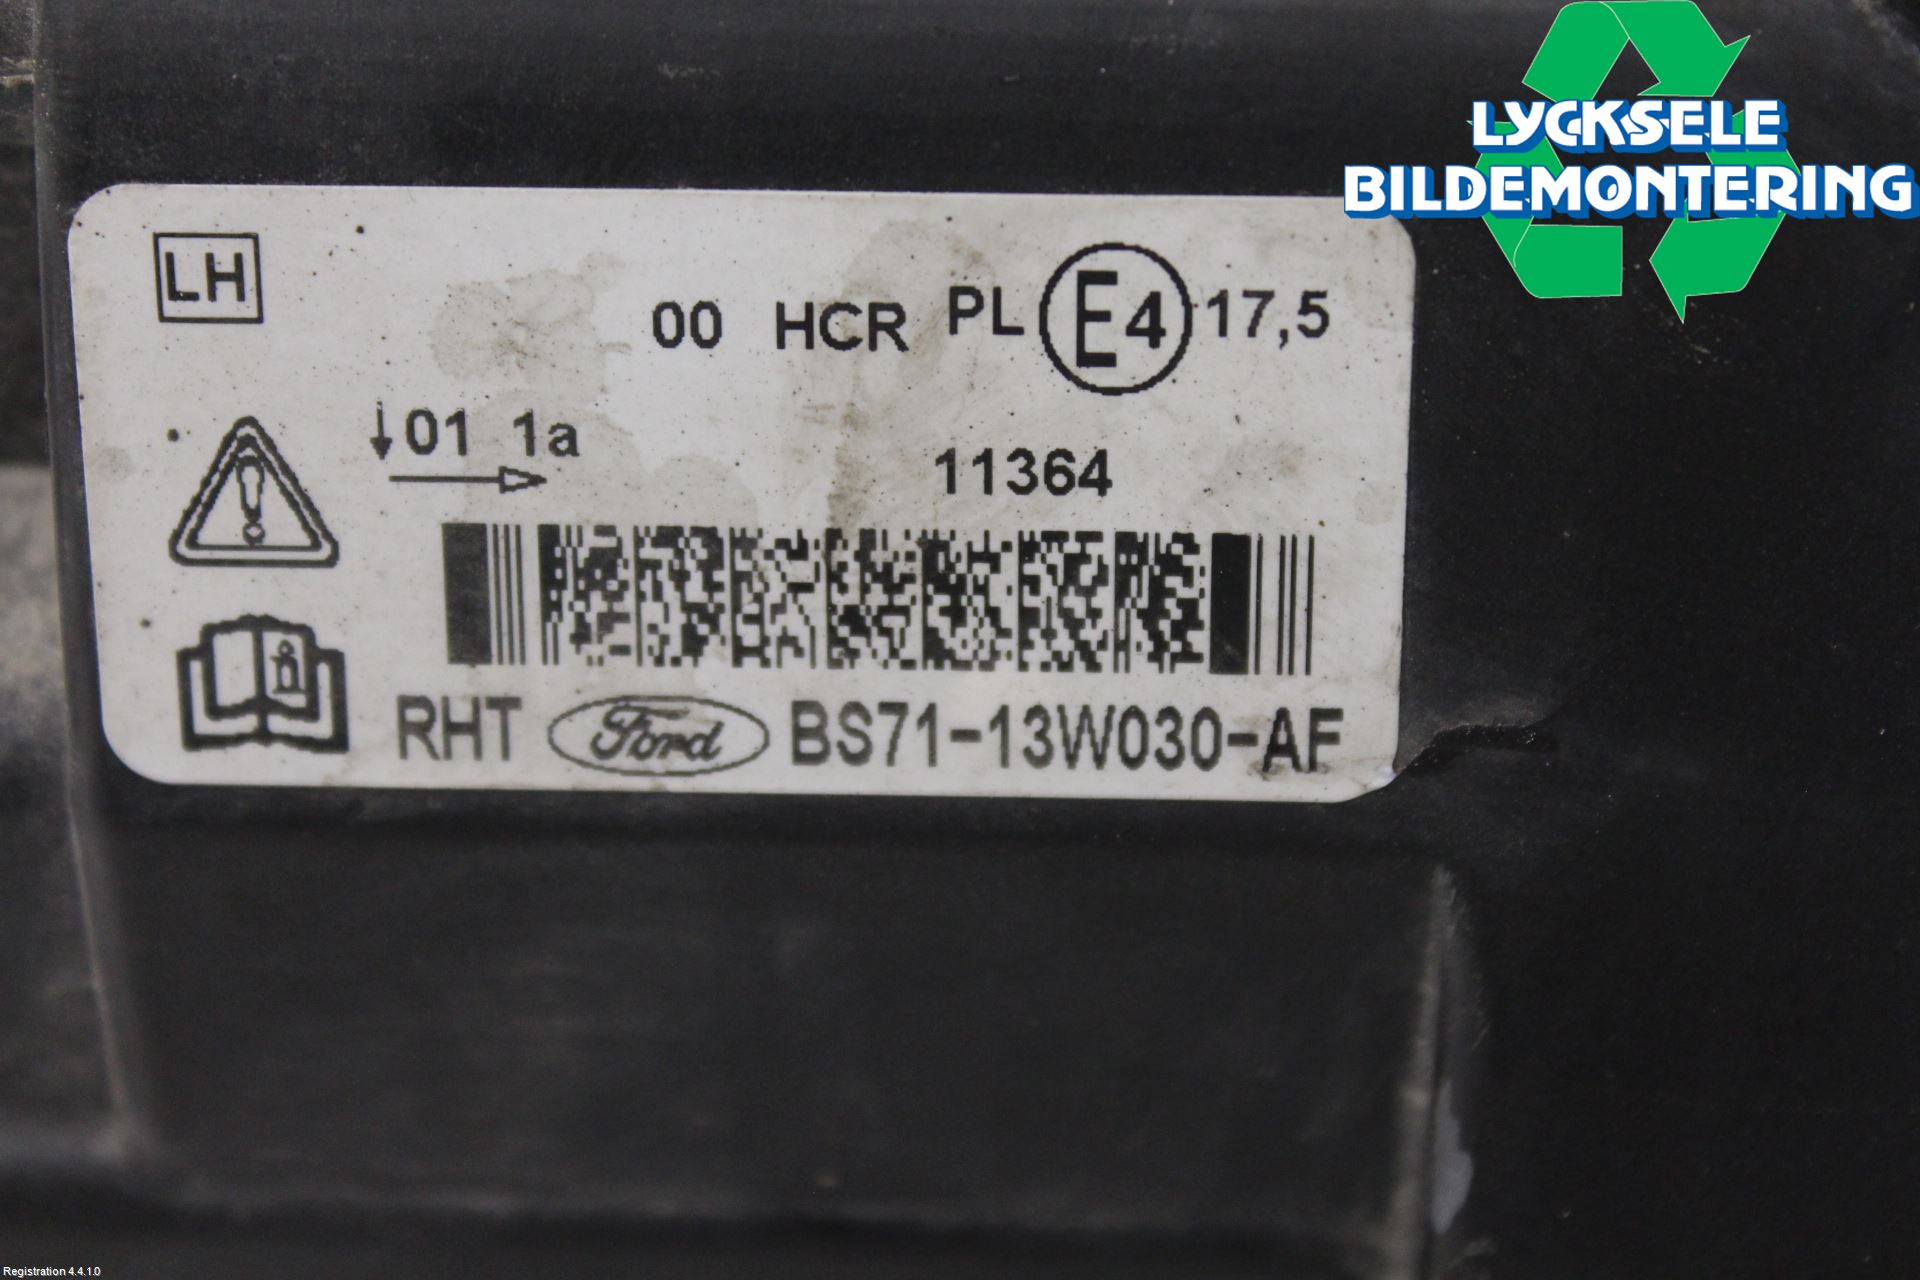 LYCKSELE
BILDEMONTERING
LH
00 HCR PL E4 17,5
↓01 1a
11364
RHT Ford BS71-13W030-AF
Registration 4.4.1.0